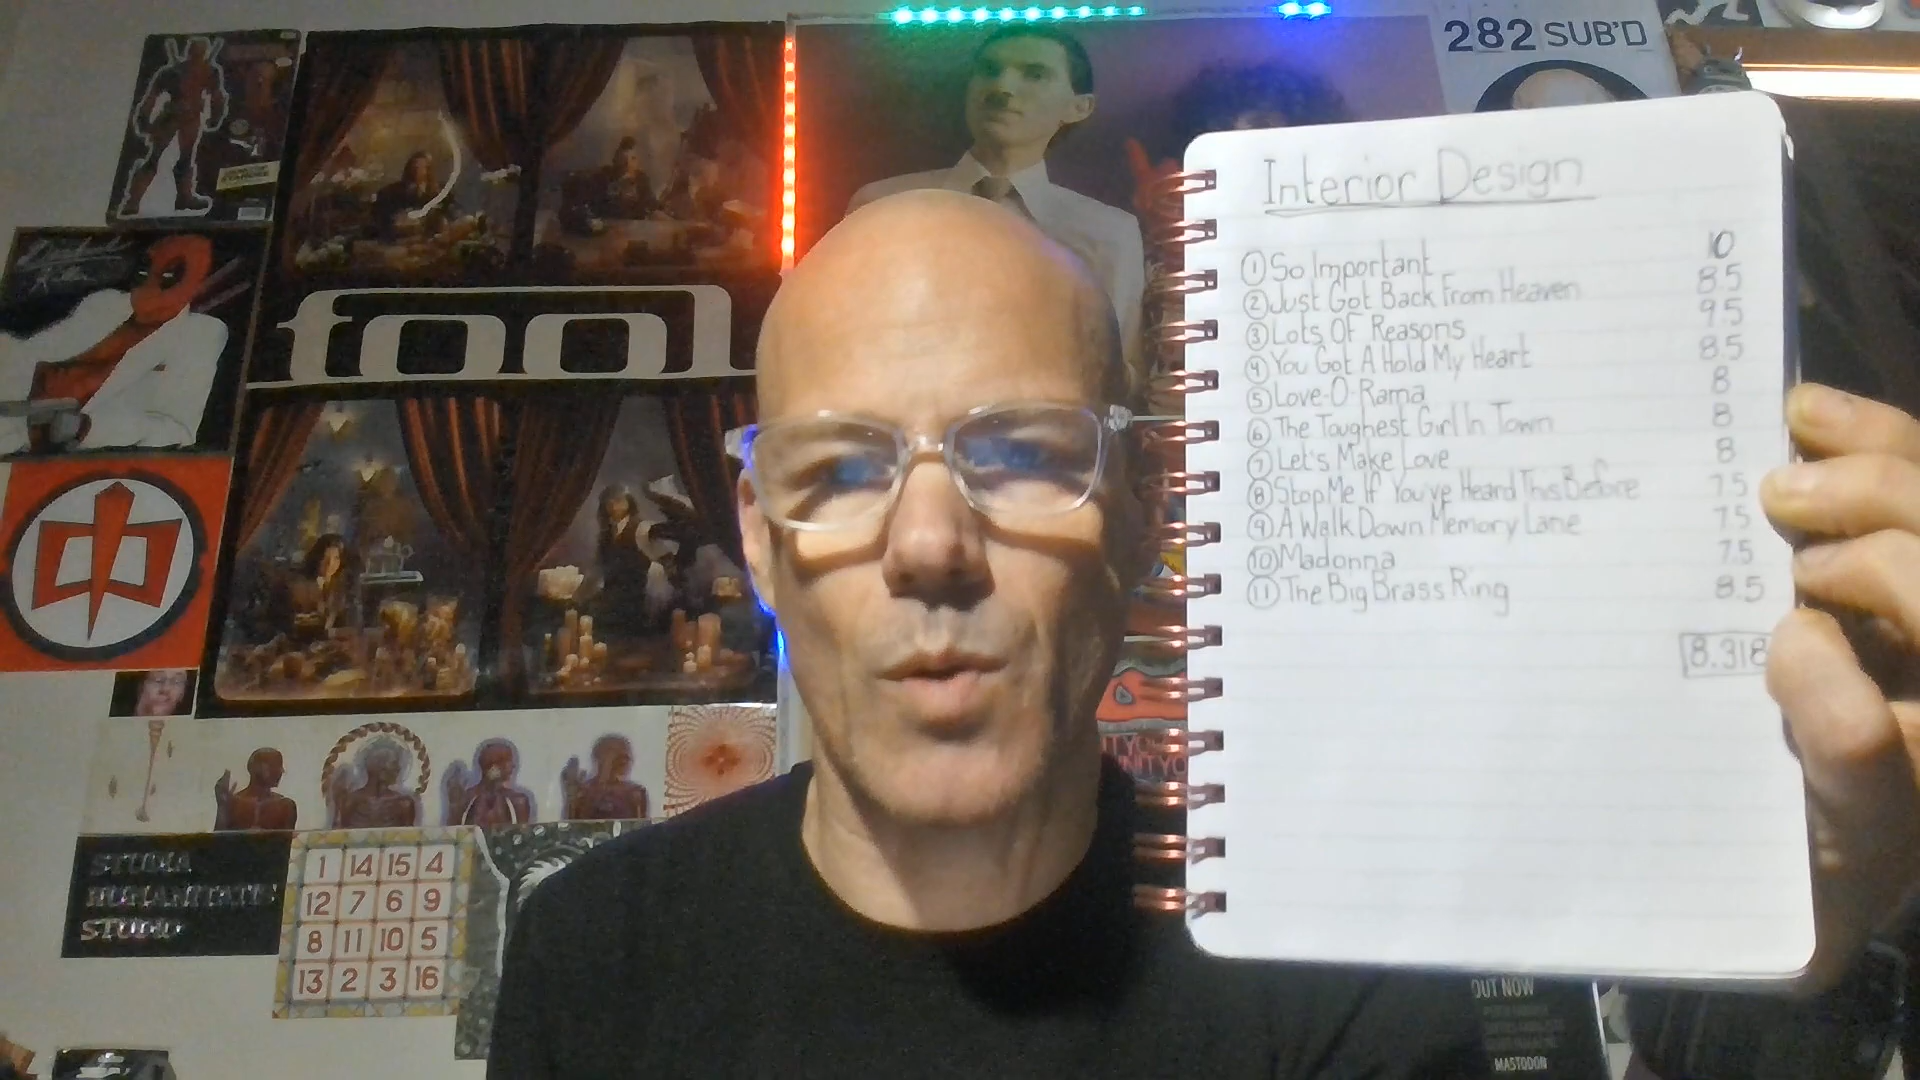 282 SUB'D
TOOL
Interior Design
① So Important 10
② Just Got Back From Heaven 8.5
③ Lots Of Reasons 9.5
④ You Got A Hold My Heart 8.5
⑤ Love-O-Rama 8
⑥ The Toughest Girl In Town 8
⑦ Let's Make Love 8
⑧ Stop Me If You've Heard This Before 7.5
⑨ A Walk Down Memory Lane 7.5
⑩ Madonna 7.5
⑪ The Big Brass Ring 8.5
8.318
STUDIA
HUMANITATIS
STUDIO
1 14 15 4
12 7 6 9
8 11 10 5
13 2 3 16
OUT NOW
MASTODON